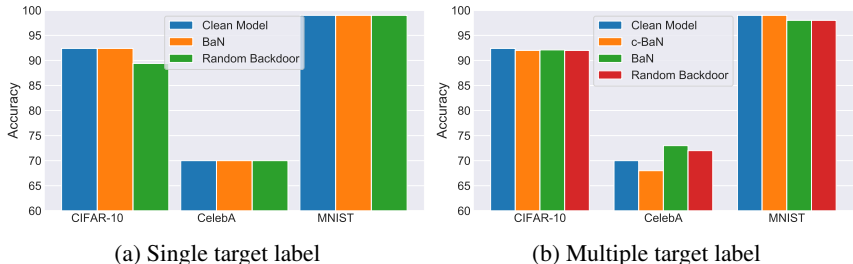 100
95
90
85
80
75
70
65
60
Accuracy
Clean Model
BaN
Random Backdoor
CIFAR-10
CelebA
MNIST
(a) Single target label
100
95
90
85
80
75
70
65
60
Accuracy
Clean Model
c-BaN
BaN
Random Backdoor
CIFAR-10
CelebA
MNIST
(b) Multiple target label